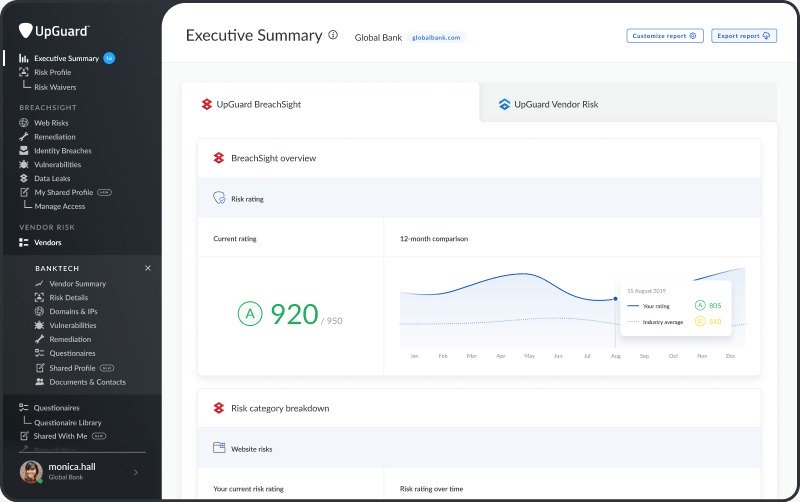 UpGuard
Executive Summary 16
Risk Profile
Risk Waivers
BREACHSIGHT
Web Risks
Remediation
Identity Breaches
Vulnerabilities
Data Leaks
My Shared Profile NEW
Manage Access
VENDOR RISK
Vendors
BANKTECH
Vendor Summary
Risk Details
Domains & IPs
Vulnerabilities
Remediation
Questionaires
Shared Profile NEW
Documents & Contacts
Questionaires
Questionaire Library
Shared With Me NEW
Remediation
monica.hall
Global Bank
Executive Summary
Global Bank globalbank.com
Customize report
Export report
UpGuard BreachSight
UpGuard Vendor Risk
BreachSight overview
Risk rating
Current rating
12-month comparison
A 920 / 950
15 August 2019
Your rating A 805
Industry average C 510
Jan Feb Mar Apr May Jun Jul Aug Sep Oct Nov Dec
Risk category breakdown
Website risks
Your current risk rating
Risk rating over time